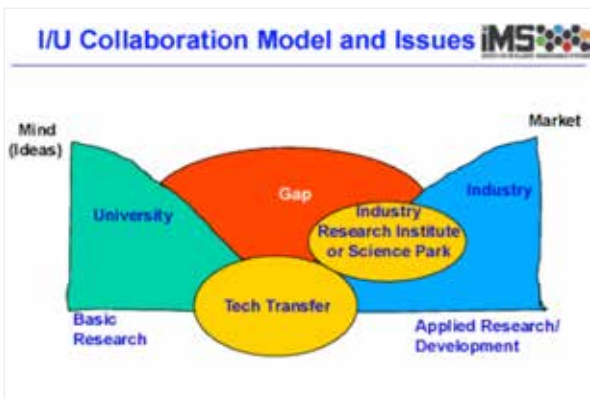 I/U Collaboration Model and Issues
iMS
Mind
(Ideas)
Market
University
Gap
Industry
Industry
Research Institute
or Science Park
Tech Transfer
Basic
Research
Applied Research/
Development